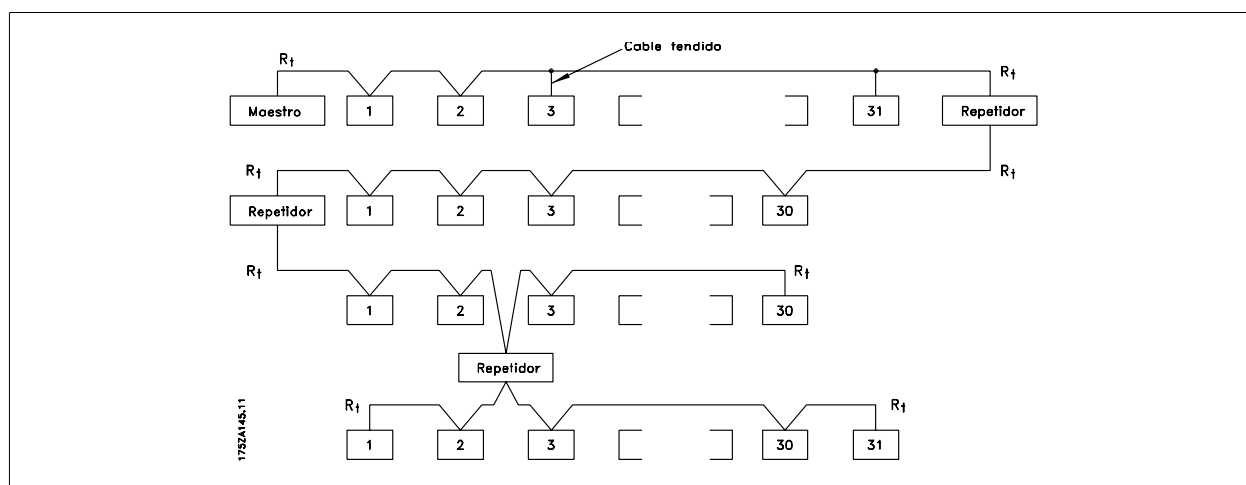 Cable tendido
Rt Rt
Maestro 1 2 3 31 Repetidor
Rt Rt
Repetidor 1 2 3 30
Rt Rt
1 2 3 30
Repetidor
Rt Rt
1 2 3 30 31
175ZA145.11